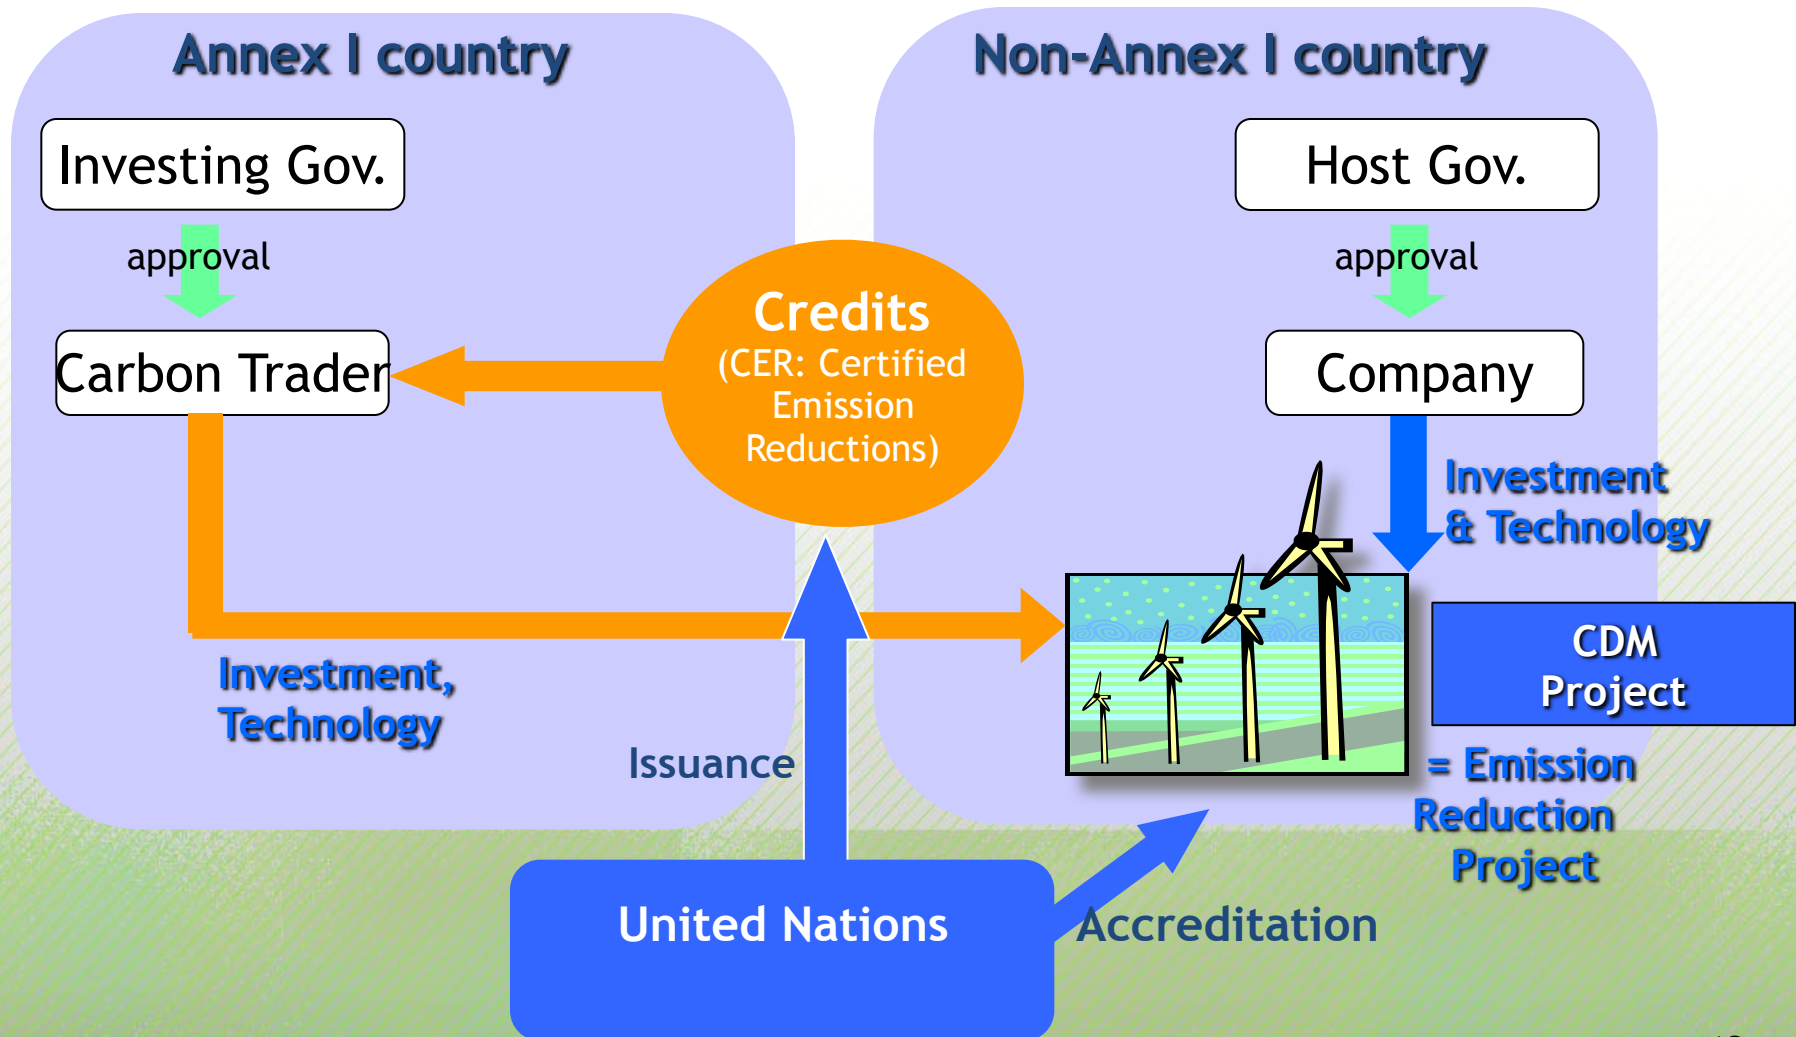 Annex I country
Non-Annex I country
Investing Gov.
Host Gov.
approval
approval
Credits
(CER: Certified
Emission
Reductions)
Carbon Trader
Company
Investment
& Technology
CDM
Project
Investment,
Technology
Issuance
= Emission
Reduction
Project
United Nations
Accreditation